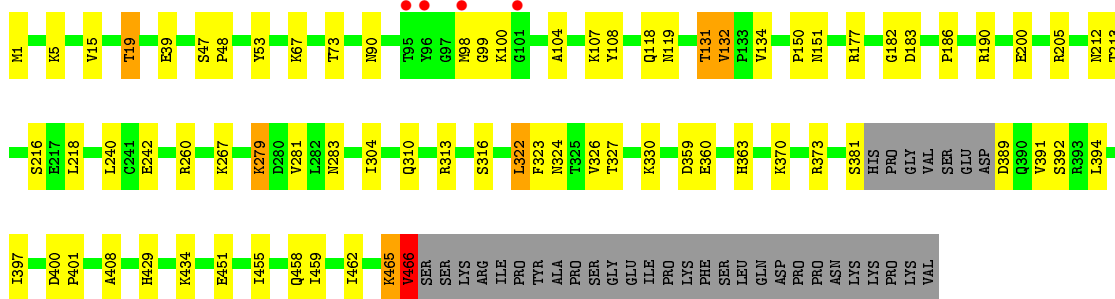 M1 K5 V15 T19 E39 S47 P48 Y53 K67 T73 N90 T95 Y96 G97 M98 G99 K100 G101 A104 K107 Y108 Q118 N119 T131 V132 P133 V134 P150 N151 R177 G182 D183 P186 R190 E200 R205 N212 T213
S216 E217 L218 L240 C241 E242 R260 K267 K279 D280 V281 L282 N283 I304 Q310 R313 S316 L322 F323 N324 T325 V326 T327 K330 D359 E360 H363 K370 R373 S381 HIS PRO GLY VAL SER GLU ASP D389 Q390 V391 S392 R393 L394
I397 D400 P401 A408 H429 K434 E451 I455 Q458 I459 I462 K465 V466 SER SER LYS ARG ILE PRO TYR ALA PRO SER GLY GLU ILE PRO LYS PHE SER LEU GLN ASP PRO PRO ASN LYS LYS PRO LYS VAL